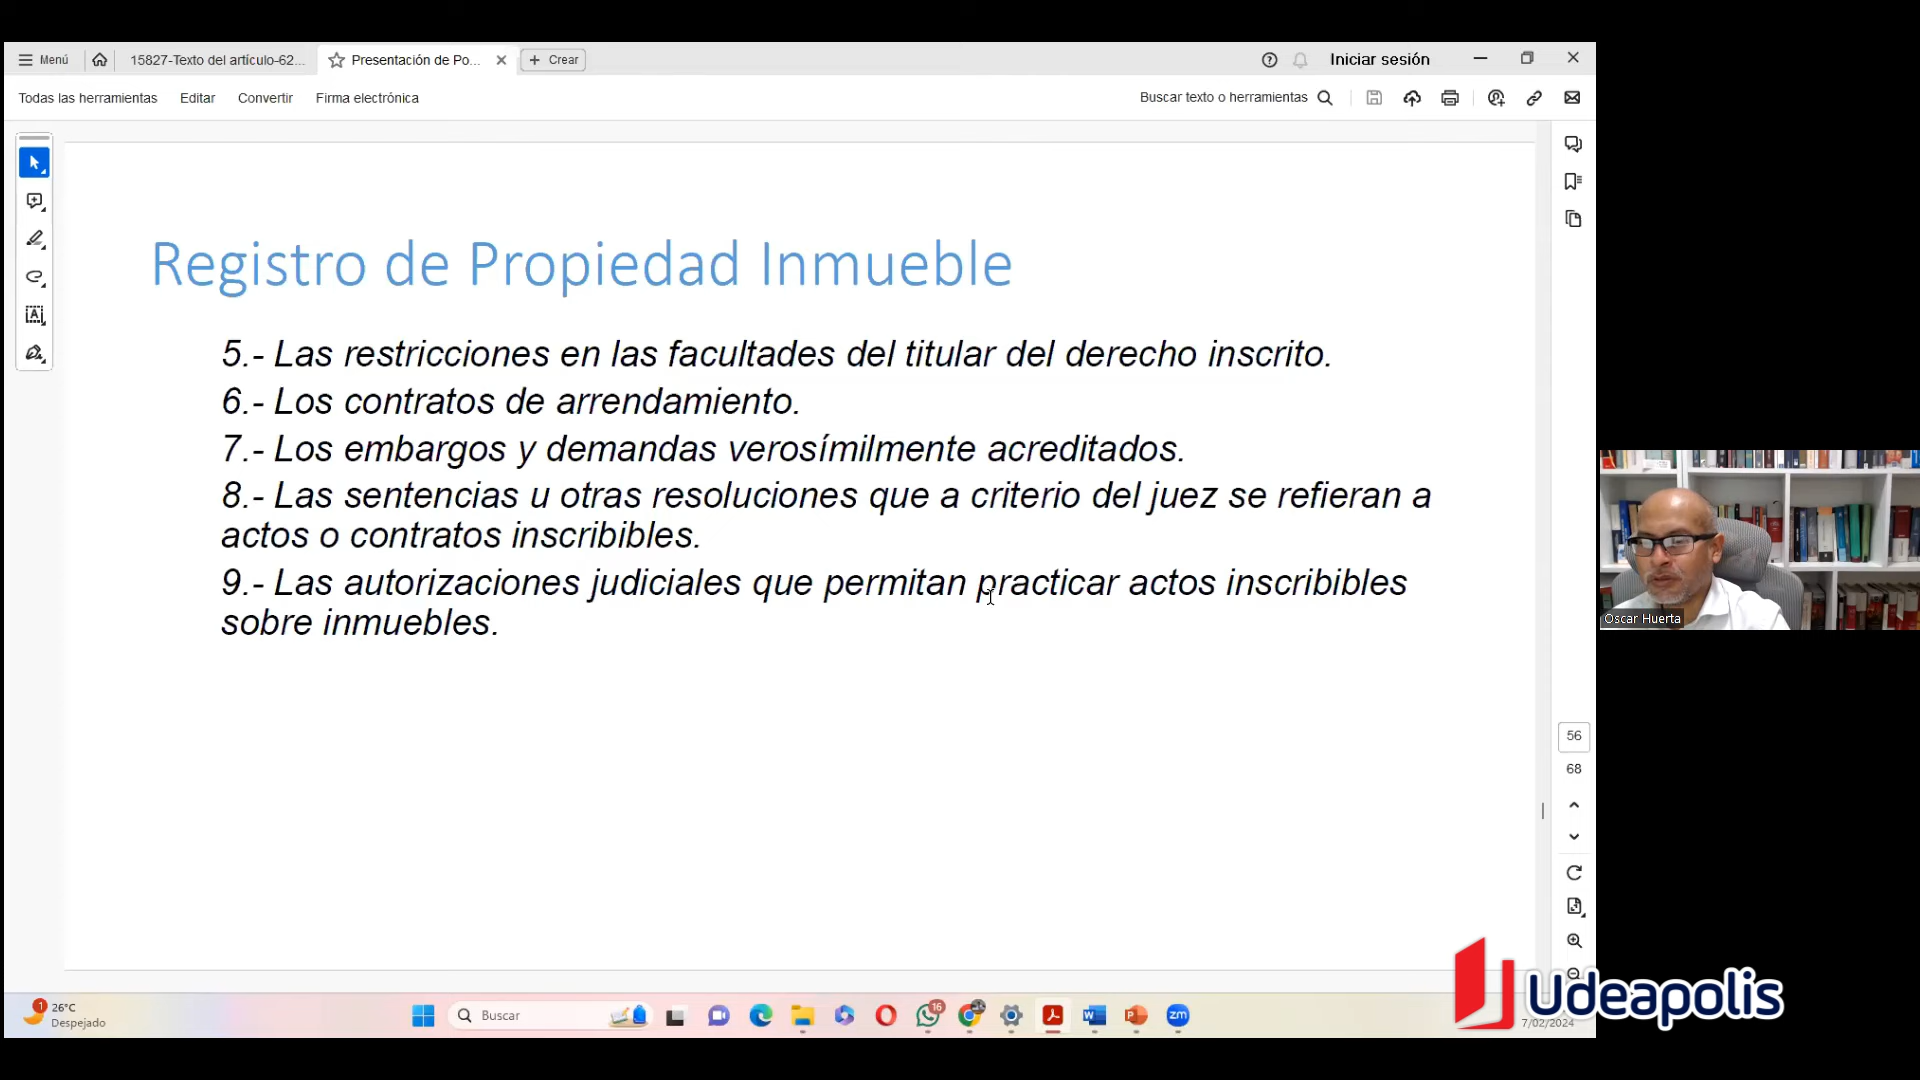 Menú
15827-Texto del artículo-62...
Presentación de Po...
Crear
Iniciar sesión
Todas las herramientas
Editar
Convertir
Firma electrónica
Buscar texto o herramientas
Registro de Propiedad Inmueble
5.- Las restricciones en las facultades del titular del derecho inscrito.
6.- Los contratos de arrendamiento.
7.- Los embargos y demandas verosímilmente acreditados.
8.- Las sentencias u otras resoluciones que a criterio del juez se refieran a
actos o contratos inscribibles.
9.- Las autorizaciones judiciales que permitan practicar actos inscribibles
sobre inmuebles.
Oscar Huerta
56
68
Udeapolis
1
26°C
Despejado
Buscar
16
W
zm
7/02/2024